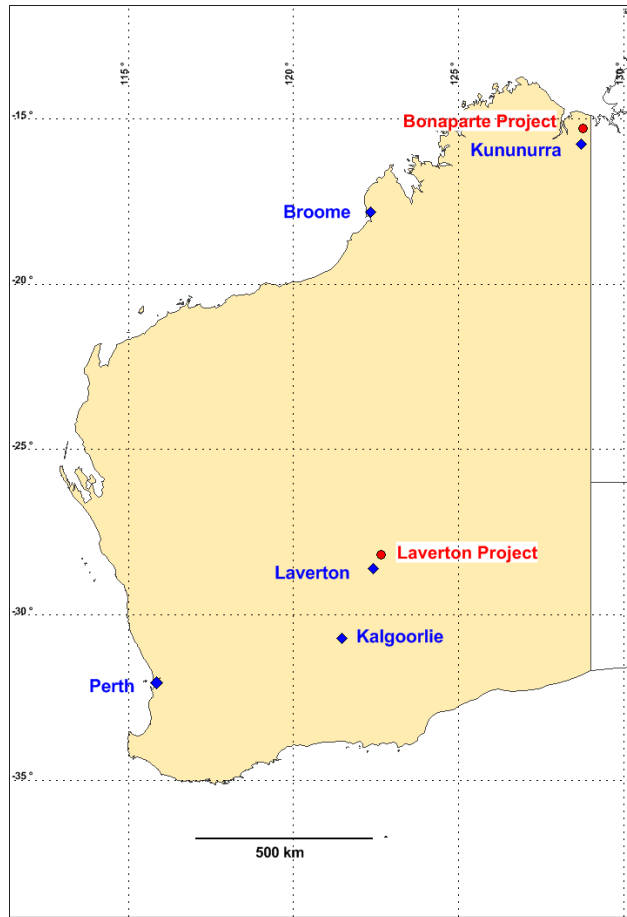 115° 120° 125° 130°
-15°
Bonaparte Project
Kununurra
Broome
-20°
-25°
Laverton Project
Laverton
-30°
Kalgoorlie
Perth
-35°
500 km